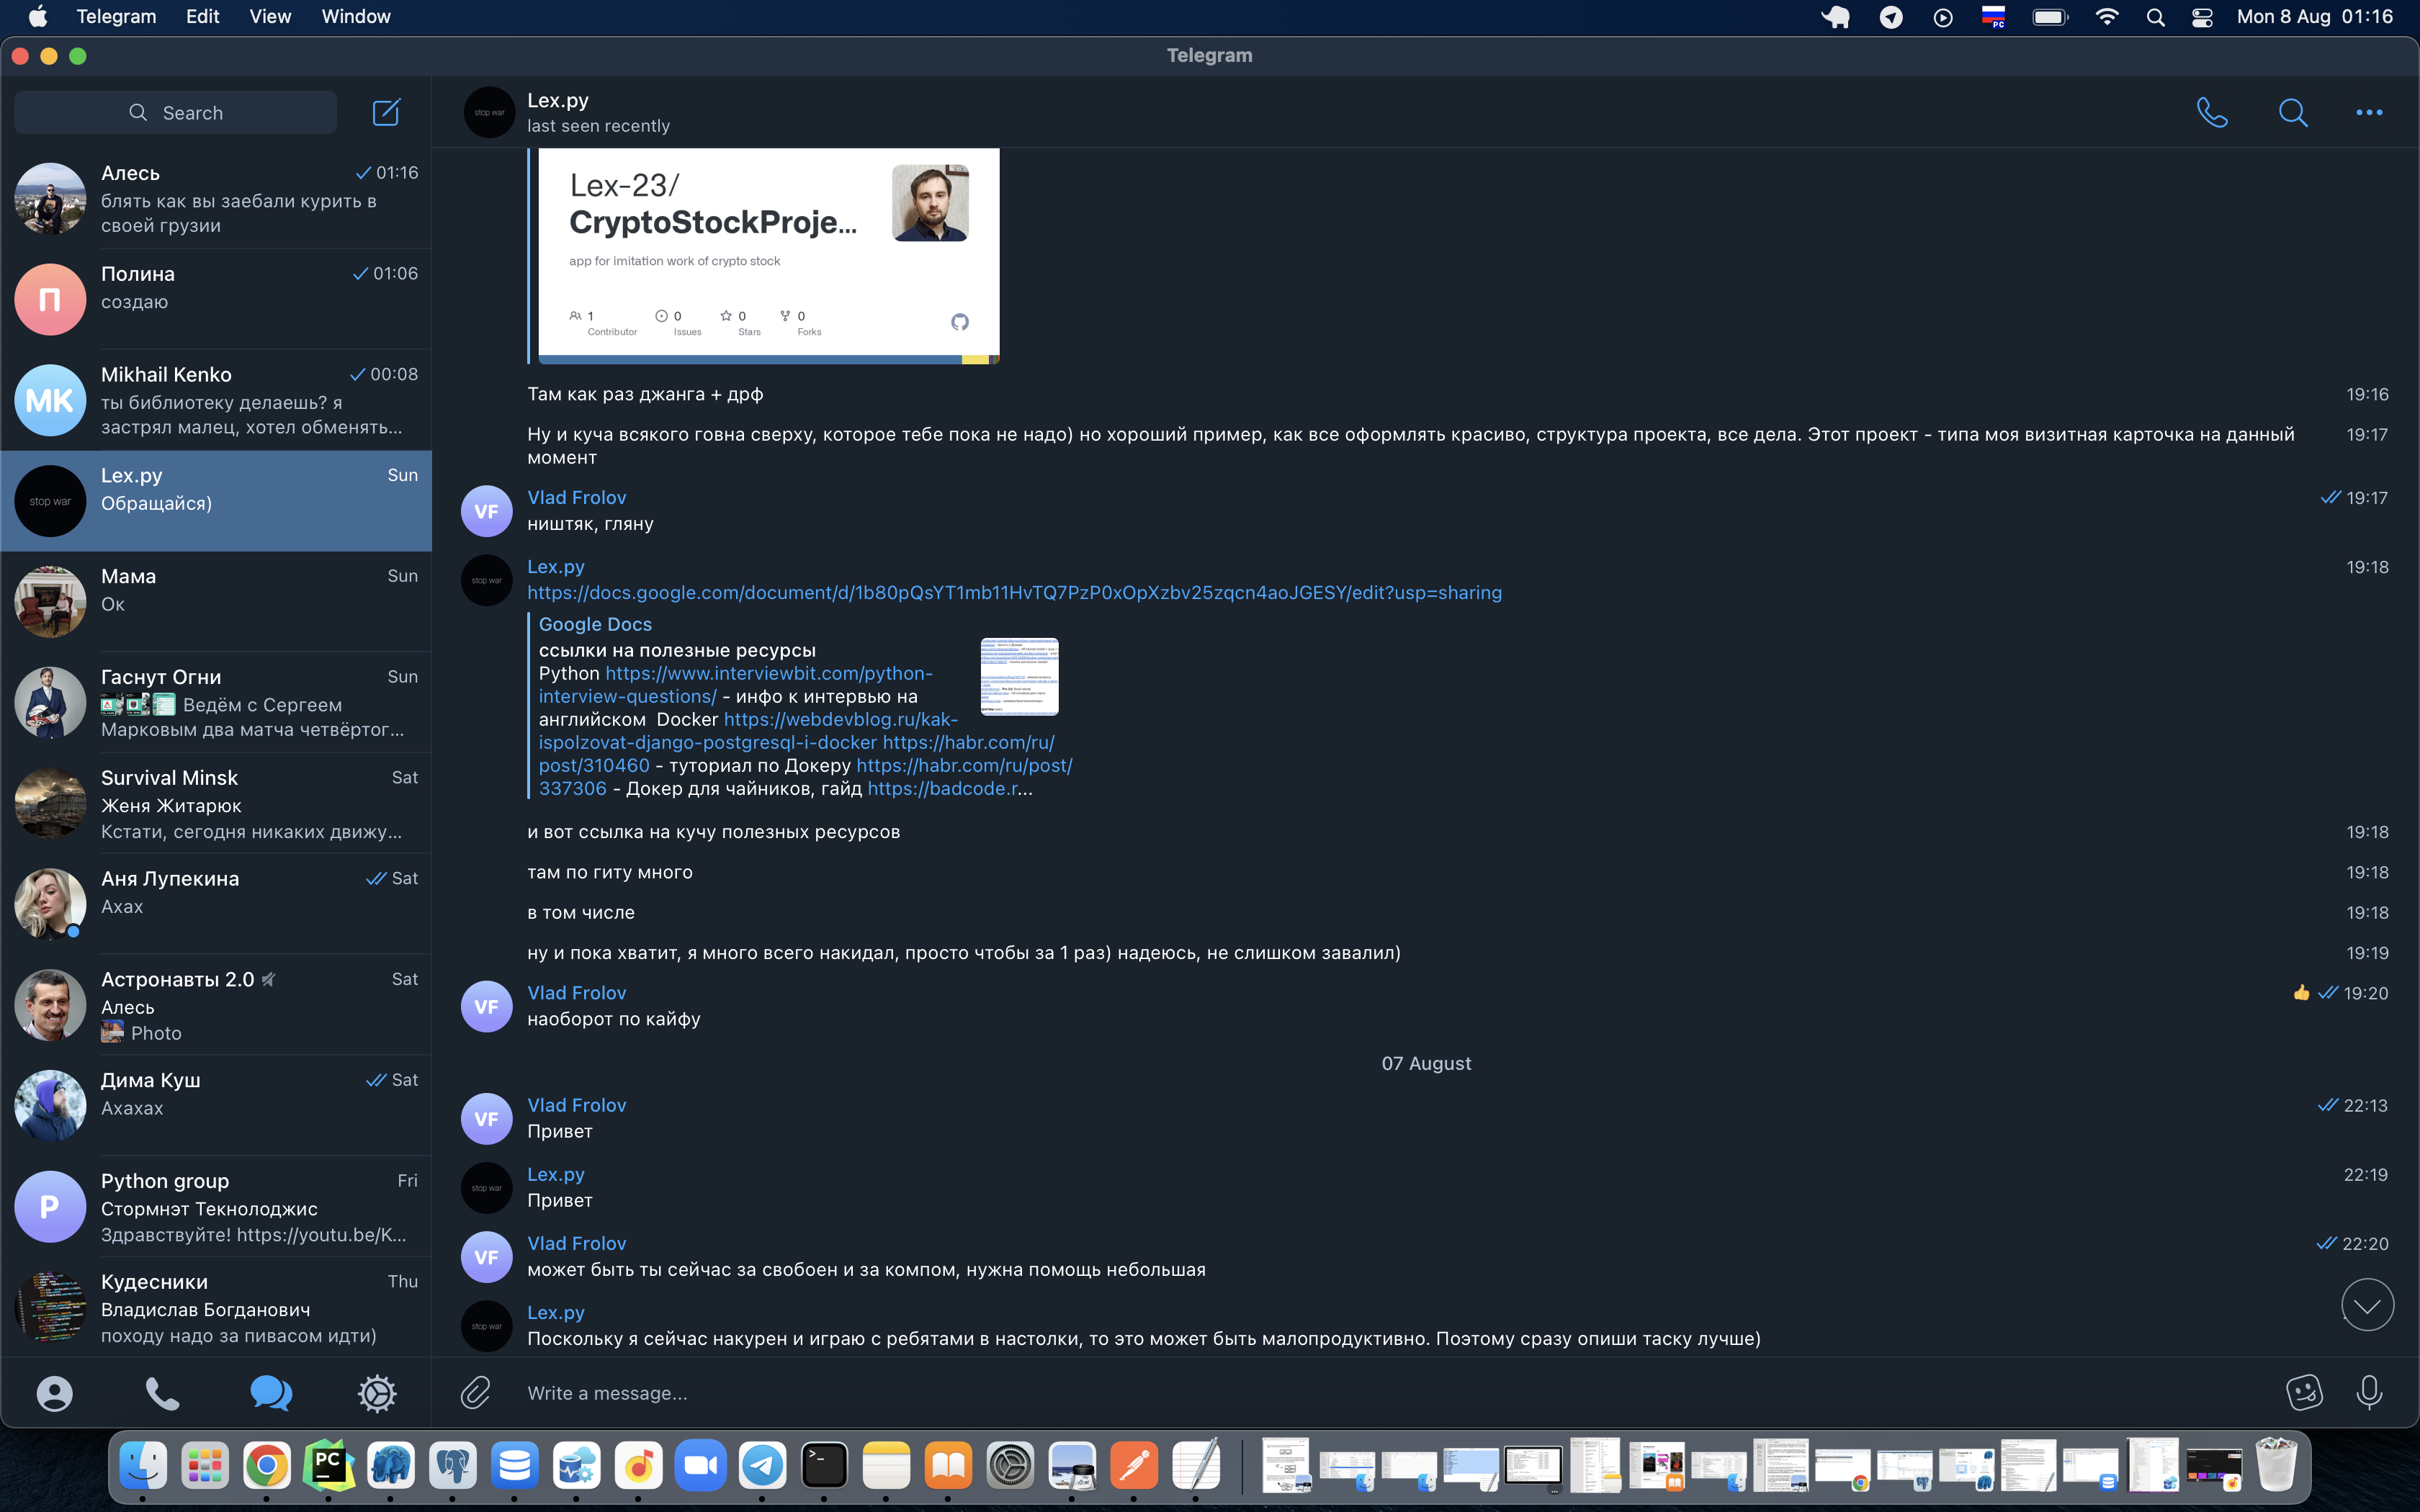 Telegram Edit View Window
РС
Mon 8 Aug 01:16
Telegram
Search
Алесь 01:16
блять как вы заебали курить в
своей грузии
П
Полина 01:06
создаю
MK
Mikhail Kenko 00:08
ты библиотеку делаешь? я
застрял малец, хотел обменять...
stop war
Lex.py Sun
Обращайся)
Мама Sun
Ок
Гаснут Огни Sun
Ведём с Сергеем
Марковым два матча четвёртог...
Survival Minsk Sat
Женя Житарюк
Кстати, сегодня никаких движу...
Аня Лупекина Sat
Ахах
Астронавты 2.0 Sat
Алесь
Photo
Дима Куш Sat
Ахахах
P
Python group Fri
Стормнэт Текнолоджис
Здравствуйте! https://youtu.be/K...
Кудесники Thu
Владислав Богданович
походу надо за пивасом идти)
stop war
Lex.py
last seen recently
Lex-23/
CryptoStockProje...
app for imitation work of crypto stock
1 0 0 0
Contributor Issues Stars Forks
Там как раз джанга + дрф 19:16
Ну и куча всякого говна сверху, которое тебе пока не надо) но хороший пример, как все оформлять красиво, структура проекта, все дела. Этот проект - типа моя визитная карточка на данный 19:17
момент
VF
Vlad Frolov 19:17
ништяк, гляну
stop war
Lex.py 19:18
https://docs.google.com/document/d/1b80pQsYT1mb11HvTQ7PzP0xOpXzbv25zqcn4aoJGESY/edit?usp=sharing
Google Docs
ссылки на полезные ресурсы
Python https://www.interviewbit.com/python-
interview-questions/ - инфо к интервью на
английском Docker https://webdevblog.ru/kak-
ispolzovat-django-postgresql-i-docker https://habr.com/ru/
post/310460 - туториал по Докеру https://habr.com/ru/post/
337306 - Докер для чайников, гайд https://badcode.r...
и вот ссылка на кучу полезных ресурсов 19:18
там по гиту много 19:18
в том числе 19:18
ну и пока хватит, я много всего накидал, просто чтобы за 1 раз) надеюсь, не слишком завалил) 19:19
VF
Vlad Frolov 19:20
наоборот по кайфу
07 August
VF
Vlad Frolov 22:13
Привет
stop war
Lex.py 22:19
Привет
VF
Vlad Frolov 22:20
может быть ты сейчас за свобоен и за компом, нужна помощь небольшая
stop war
Lex.py
Поскольку я сейчас накурен и играю с ребятами в настолки, то это может быть малопродуктивно. Поэтому сразу опиши таску лучше)
Write a message...
PC